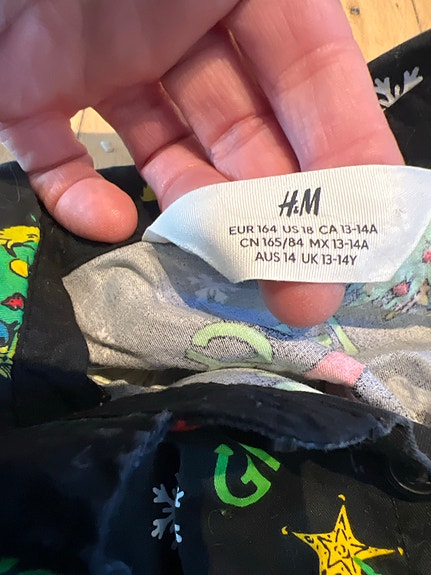 H&M
EUR 164 US 18 CA 13-14A
CN 165/84 MX 13-14A
AUS 14 UK 13-14Y